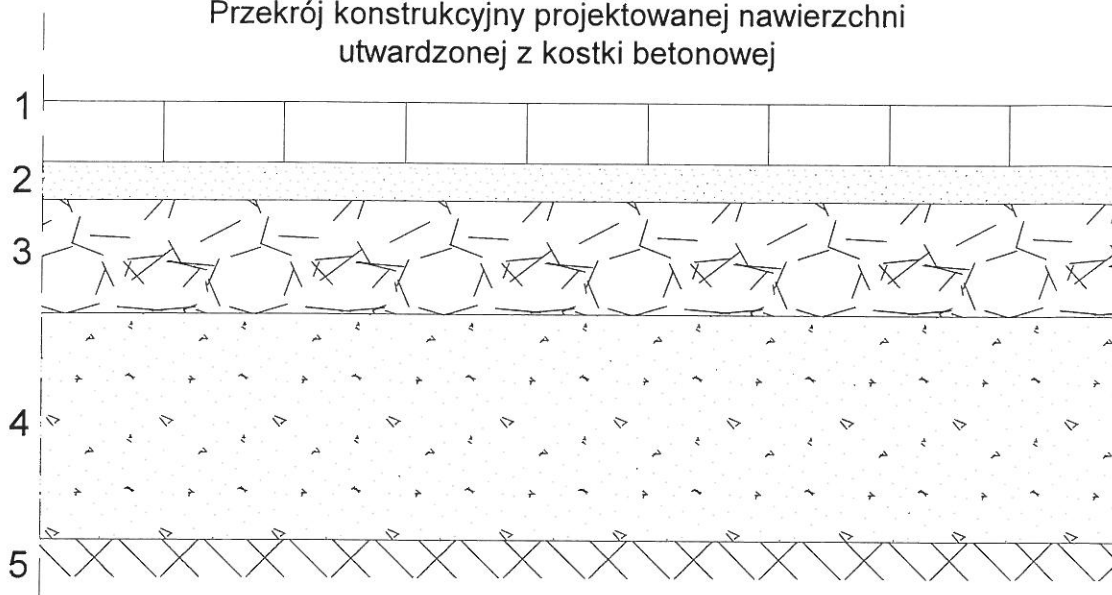 Przekrój konstrukcyjny projektowanej nawierzchni
utwardzonej z kostki betonowej
1
2
3
4
5